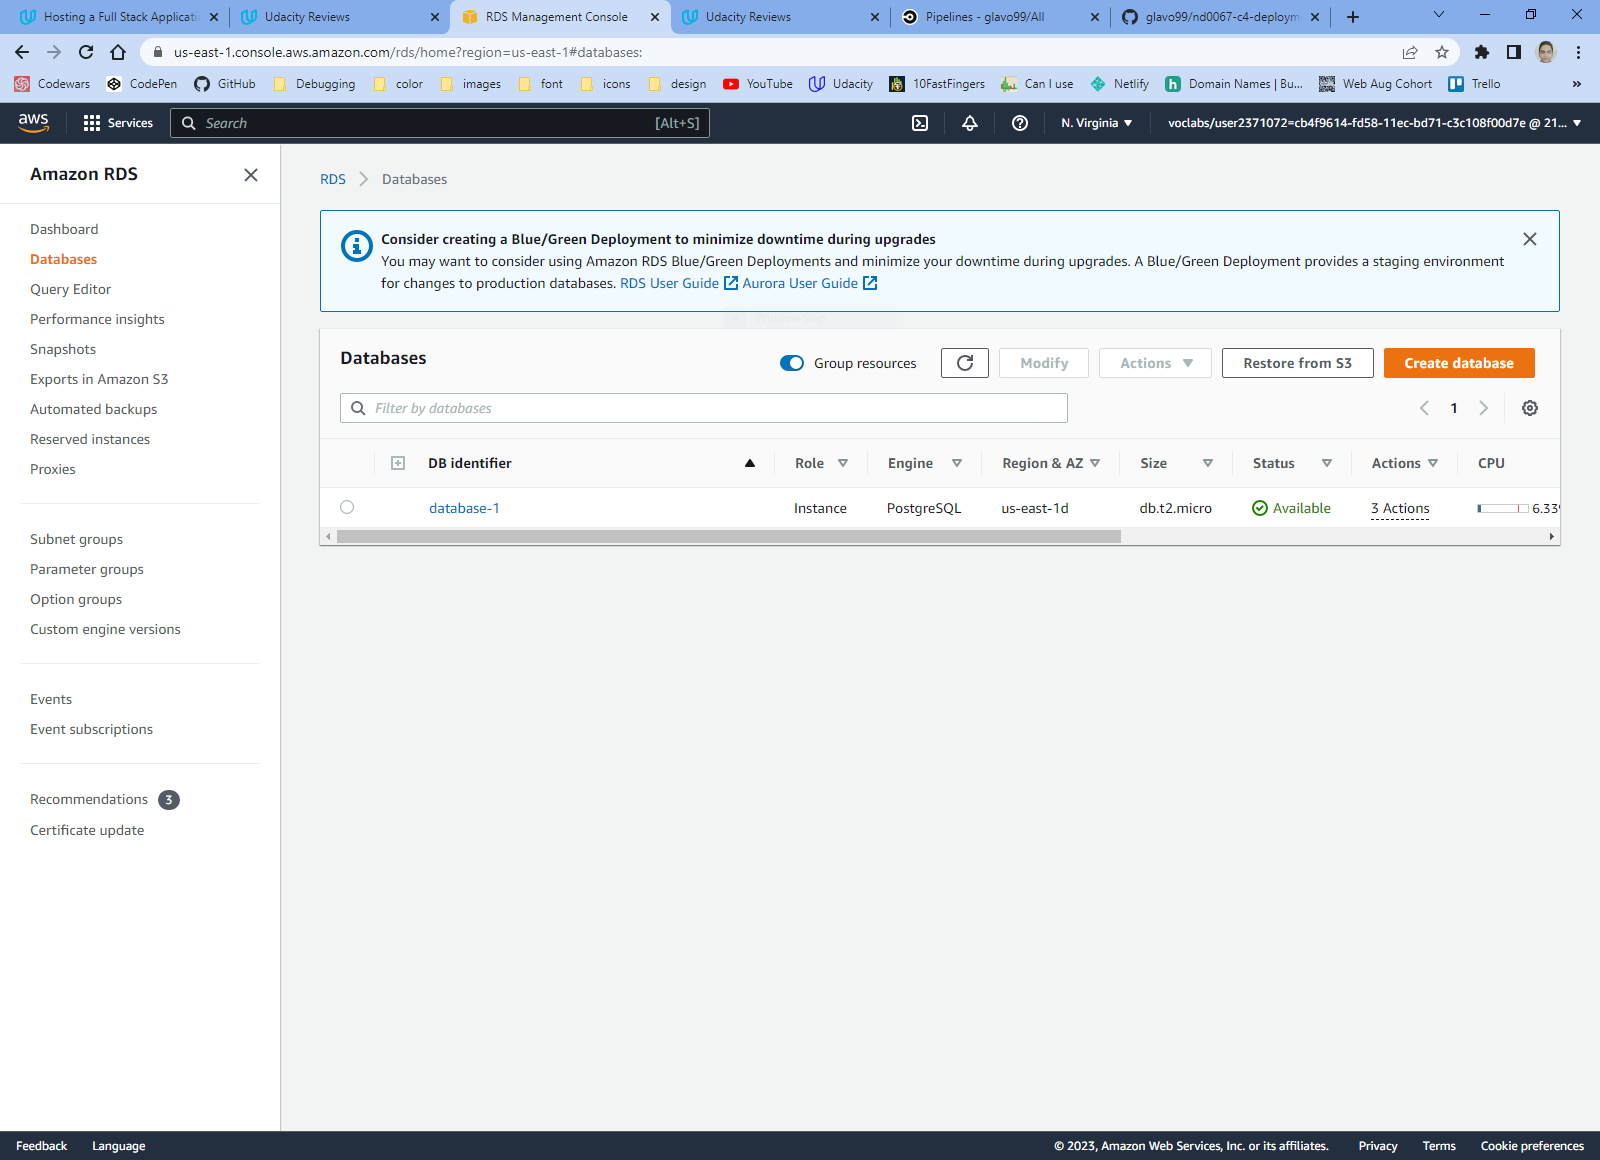 Hosting a Full Stack Applicati
Udacity Reviews
RDS Management Console
Udacity Reviews
Pipelines - glavo99/All
glavo99/nd0067-c4-deploym
us-east-1.console.aws.amazon.com/rds/home?region=us-east-1#databases:
Codewars CodePen GitHub Debugging color images font icons design YouTube Udacity 10FastFingers Can I use Netlify Domain Names | Bu... Web Aug Cohort Trello »
aws Services Search [Alt+S] N. Virginia voclabs/user2371072=cb4f9614-fd58-11ec-bd71-c3c108f00d7e @ 21...
Amazon RDS
Dashboard
Databases
Query Editor
Performance insights
Snapshots
Exports in Amazon S3
Automated backups
Reserved instances
Proxies
Subnet groups
Parameter groups
Option groups
Custom engine versions
Events
Event subscriptions
Recommendations 3
Certificate update
RDS Databases
Consider creating a Blue/Green Deployment to minimize downtime during upgrades
You may want to consider using Amazon RDS Blue/Green Deployments and minimize your downtime during upgrades. A Blue/Green Deployment provides a staging environment
for changes to production databases. RDS User Guide Aurora User Guide
Databases
Group resources Modify Actions Restore from S3 Create database
Filter by databases
1
DB identifier Role Engine Region & AZ Size Status Actions CPU
database-1 Instance PostgreSQL us-east-1d db.t2.micro Available 3 Actions 6.33
Feedback Language © 2023, Amazon Web Services, Inc. or its affiliates. Privacy Terms Cookie preferences